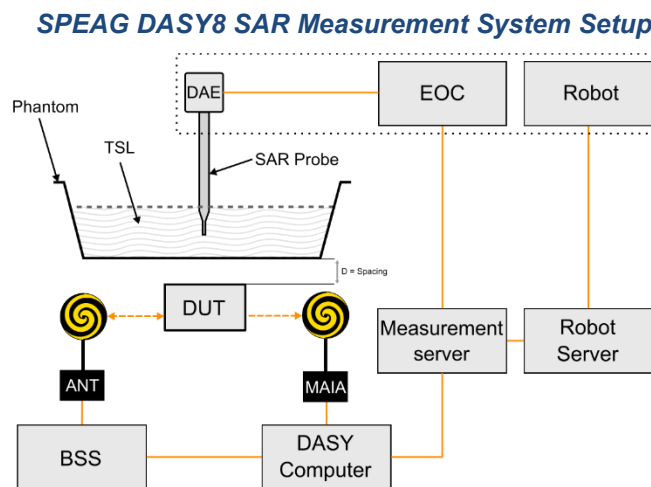 SPEAG DASY8 SAR Measurement System Setup
DAE
EOC
Robot
Phantom
TSL
SAR Probe
D = Spacing
DUT
Measurement
server
Robot
Server
ANT
MAIA
BSS
DASY
Computer